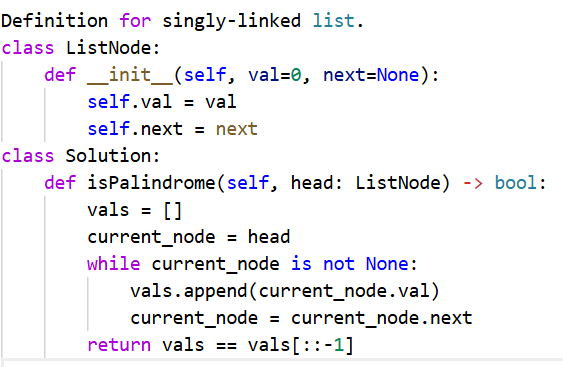 Definition for singly-linked list.
class ListNode:
    def __init__(self, val=0, next=None):
        self.val = val
        self.next = next
class Solution:
    def isPalindrome(self, head: ListNode) -> bool:
        vals = []
        current_node = head
        while current_node is not None:
            vals.append(current_node.val)
            current_node = current_node.next
        return vals == vals[::-1]